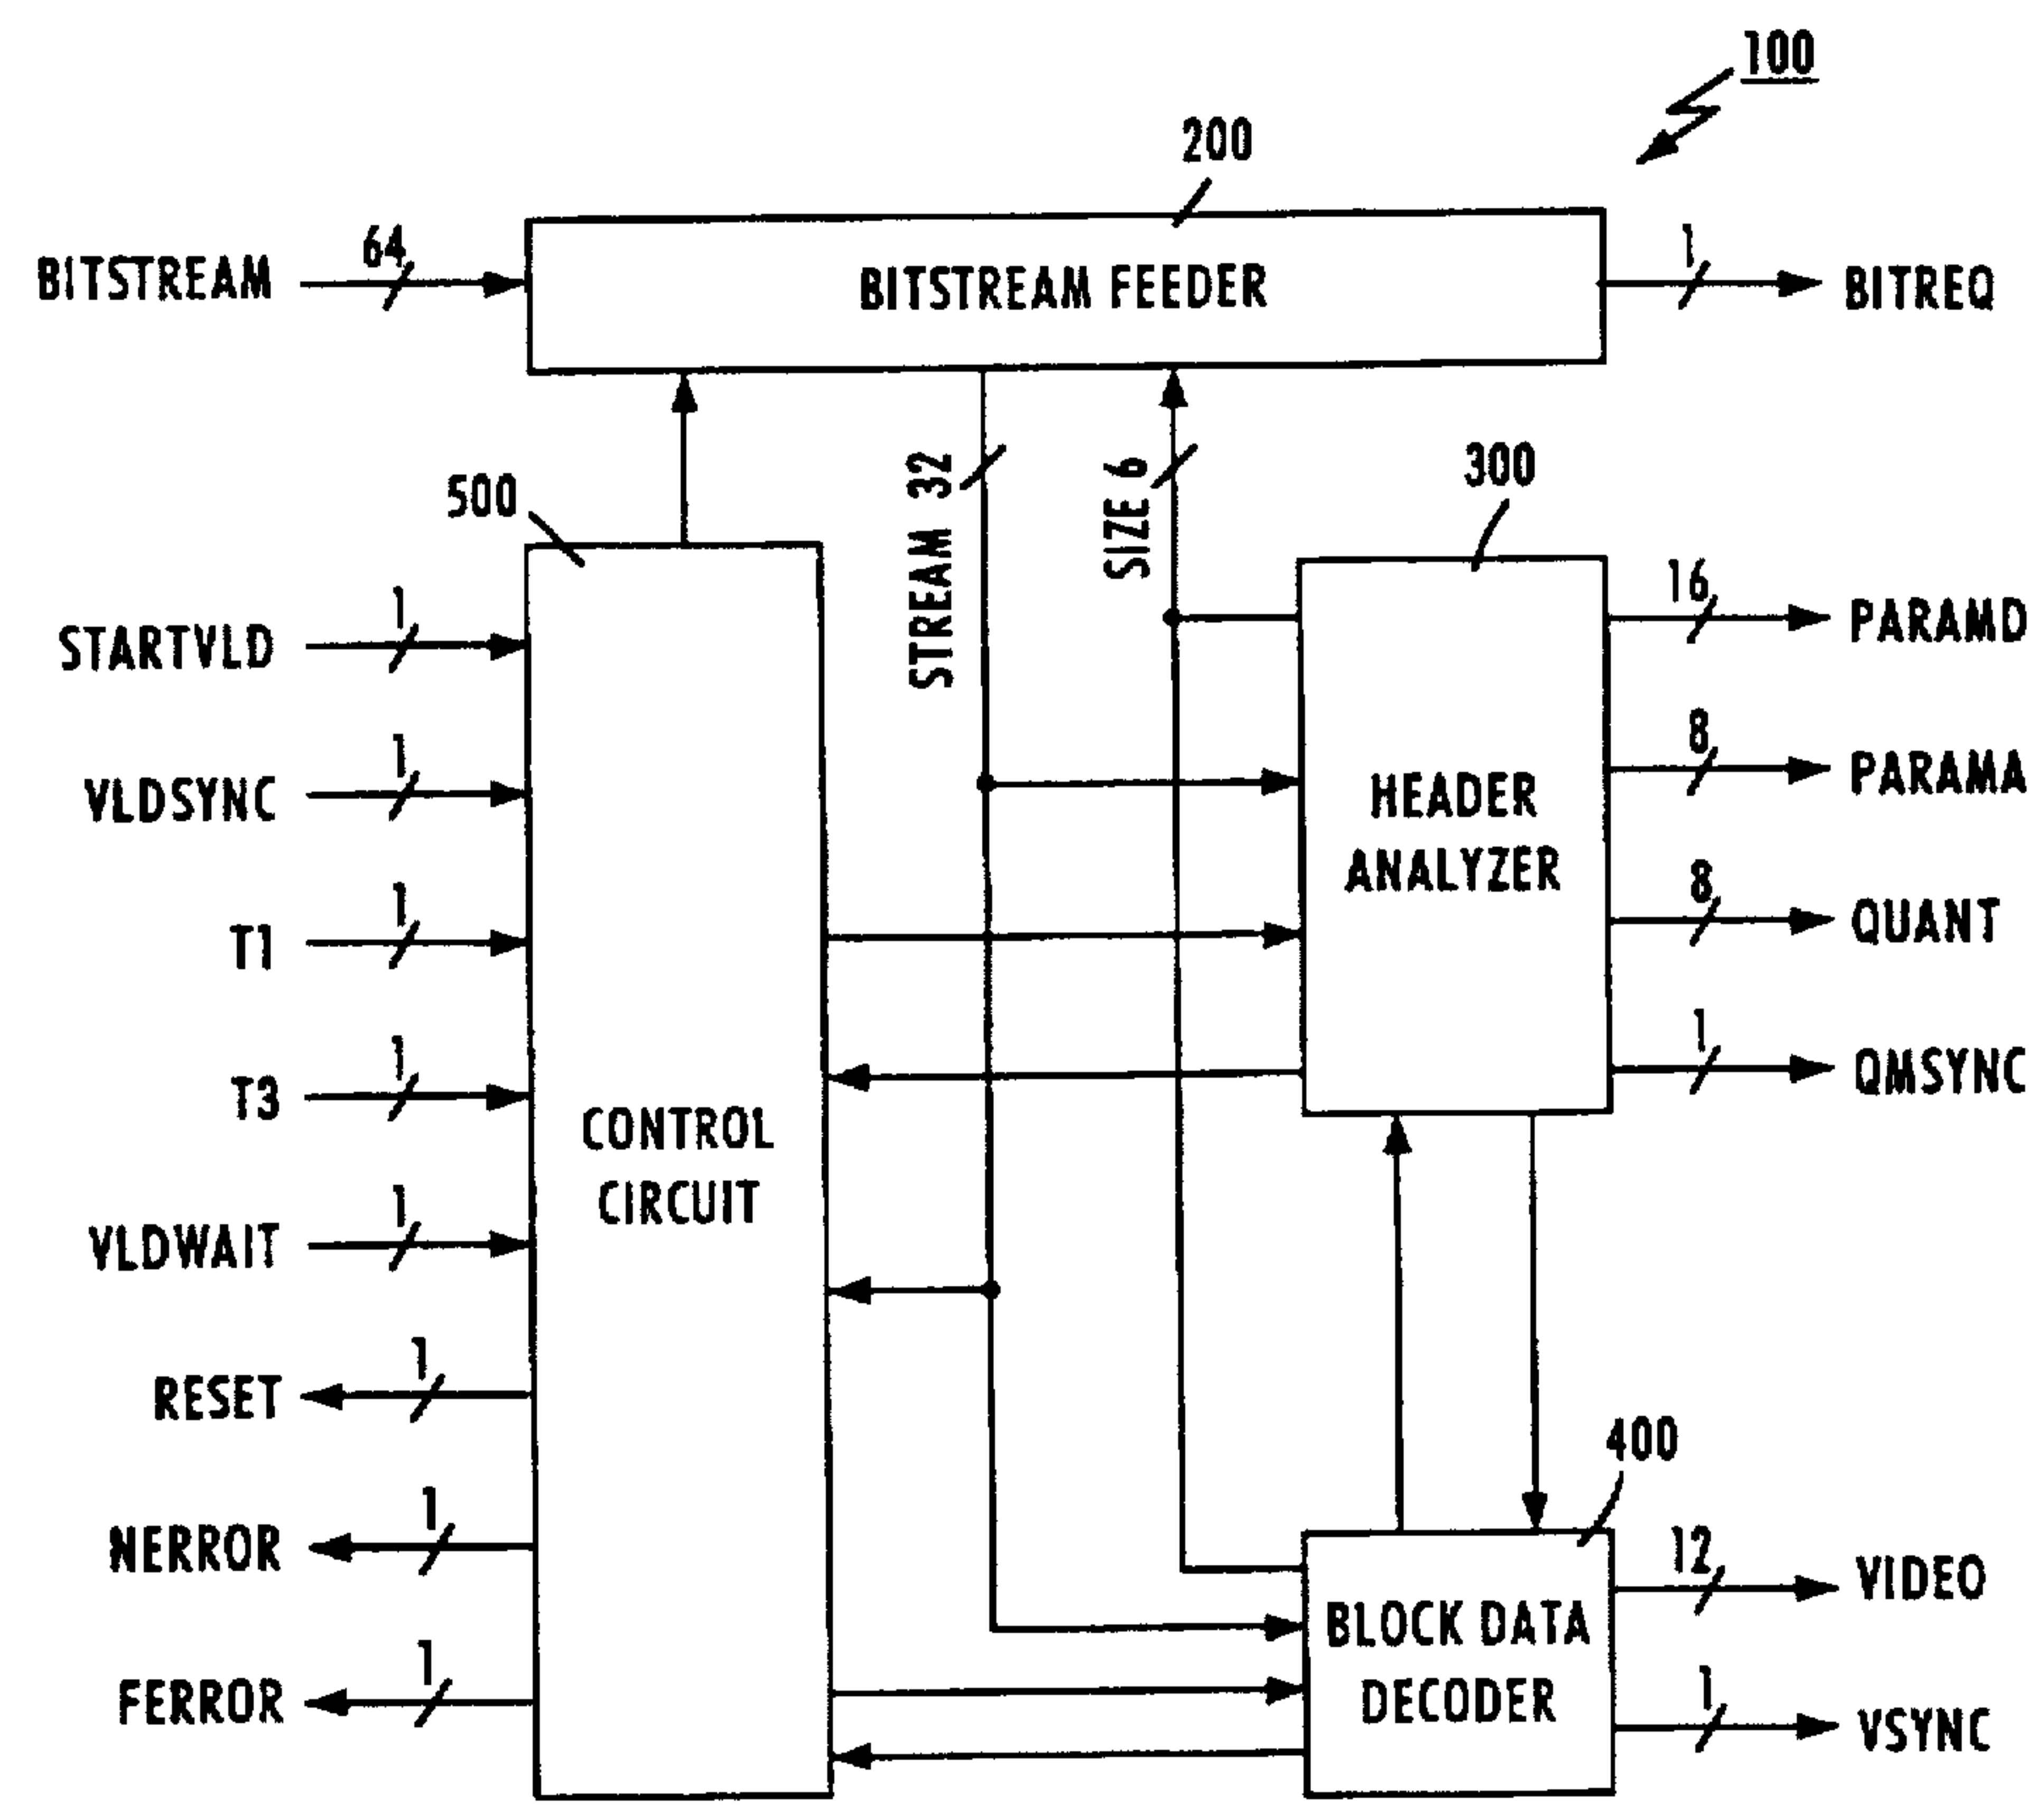 100
200
64
BITSTREAM
BITSTREAM FEEDER
1
BITREQ
500
STREAM 32
SIZE 6
300
1
STARTVLD
16
PARAMD
1
VLDSYNC
8
PARAMA
HEADER
ANALYZER
1
T1
8
QUANT
1
T3
1
QMSYNC
CONTROL
CIRCUIT
1
VLDWAIT
1
RESET
400
1
NERROR
12
VIDEO
BLOCK DATA
DECODER
1
FERROR
1
VSYNC